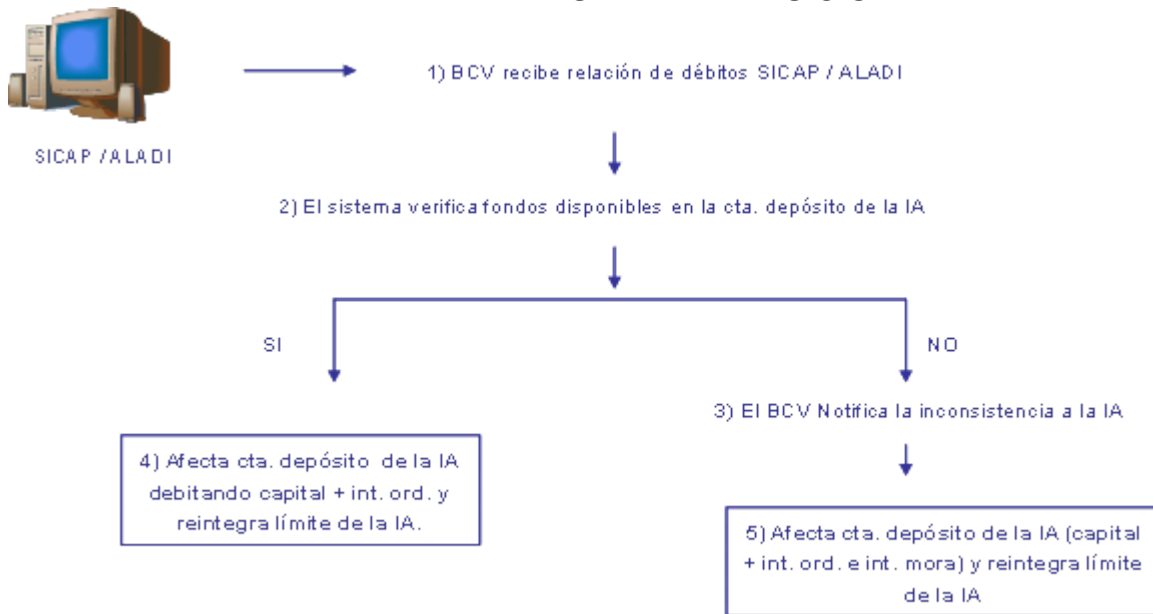 1) BCV recibe relación de débitos SICAP / ALADI
SICAP / ALADI
2) El sistema verifica fondos disponibles en la cta. depósito de la IA
SI
NO
3) El BCV Notifica la inconsistencia a la IA
4) Afecta cta. depósito de la IA
debitando capital + int. ord. y
reintegra límite de la IA.
5) Afecta cta. depósito de la IA (capital
+ int. ord. e int. mora) y reintegra límite
de la IA